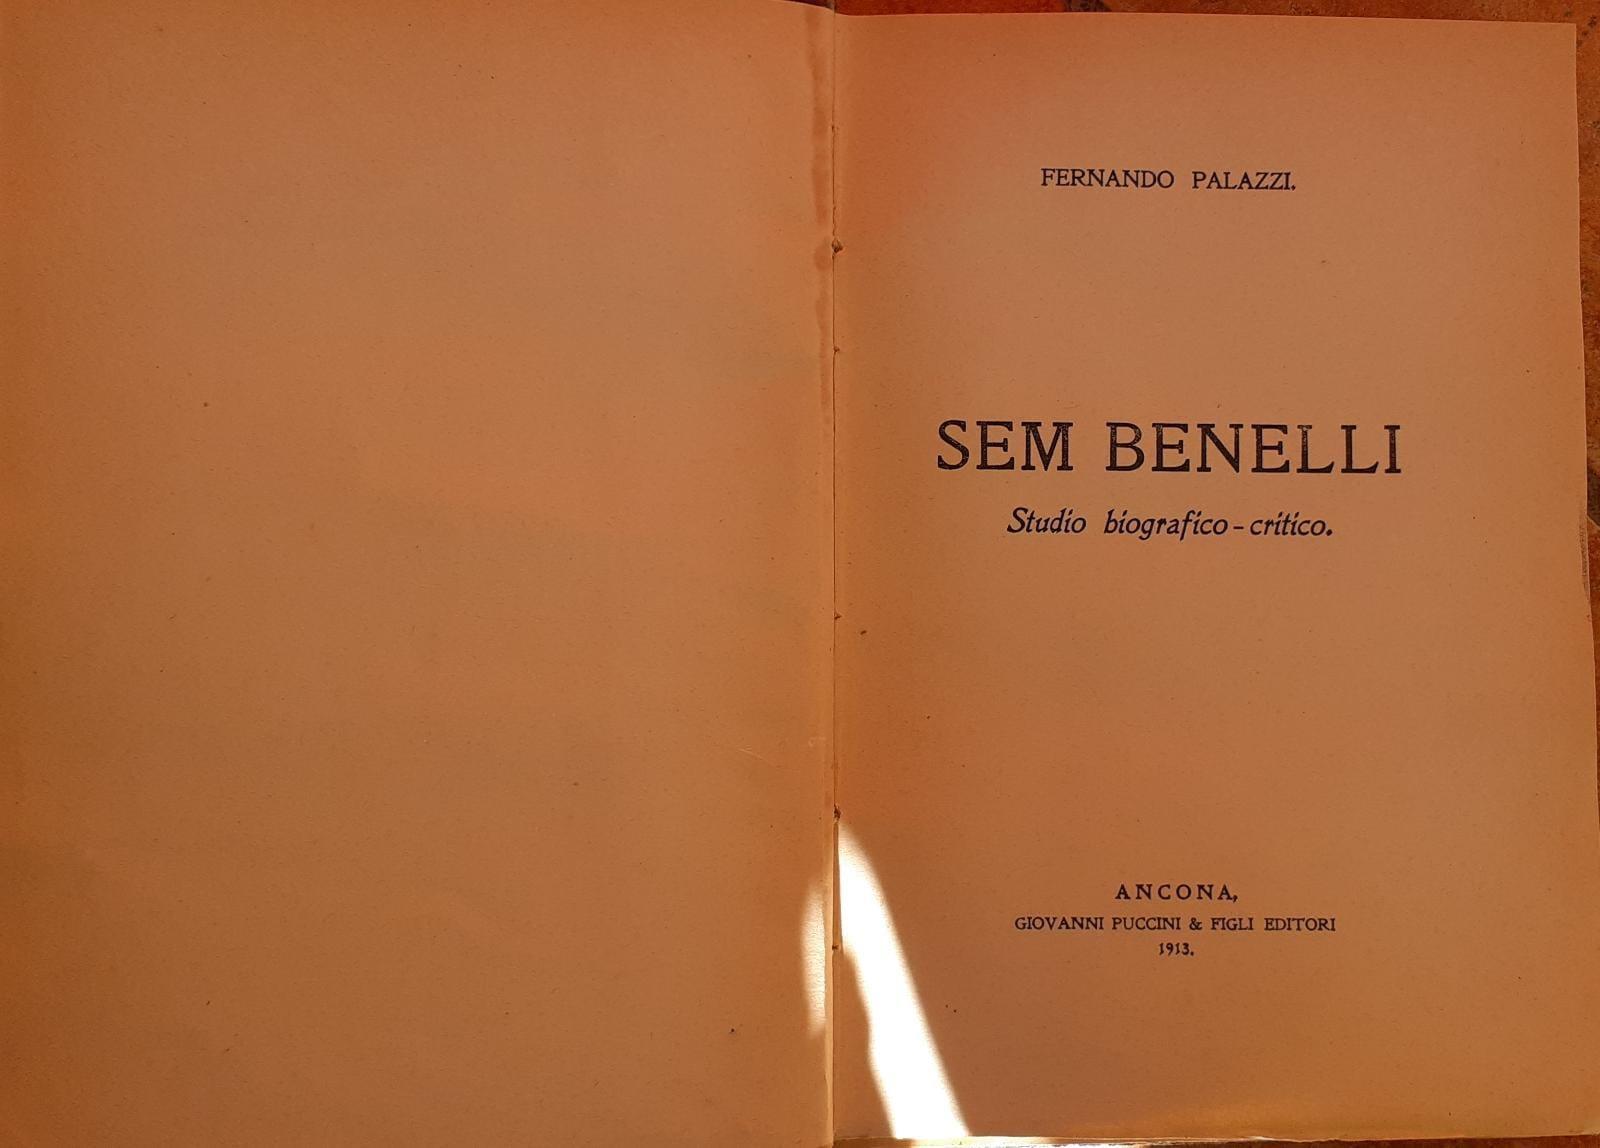 FERNANDO PALAZZI.
SEM BENELLI
Studio biografico-critico.
ANCONA,
GIOVANNI PUCCINI & FIGLI EDITORI
1913.